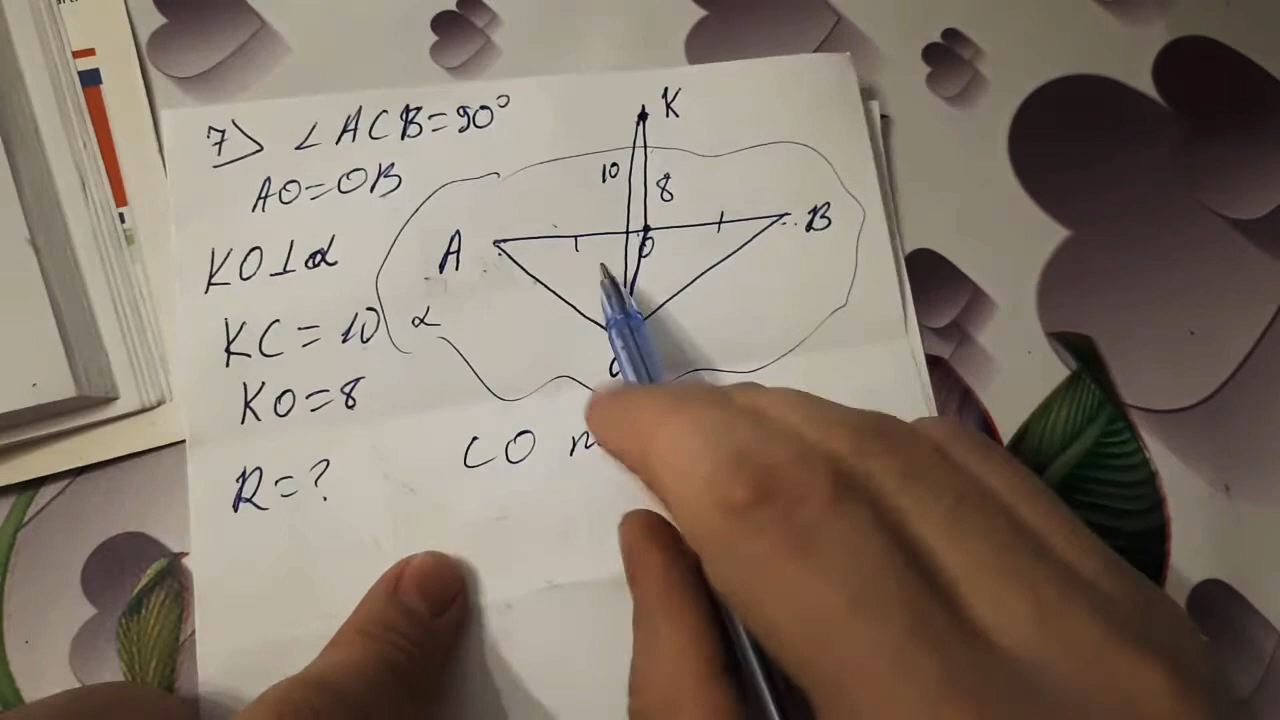 7) ∠ACB=90°
AO=OB
KO⊥α
KC=10
KO=8
R=?
K
10
8
A
O
B
α
C
CO